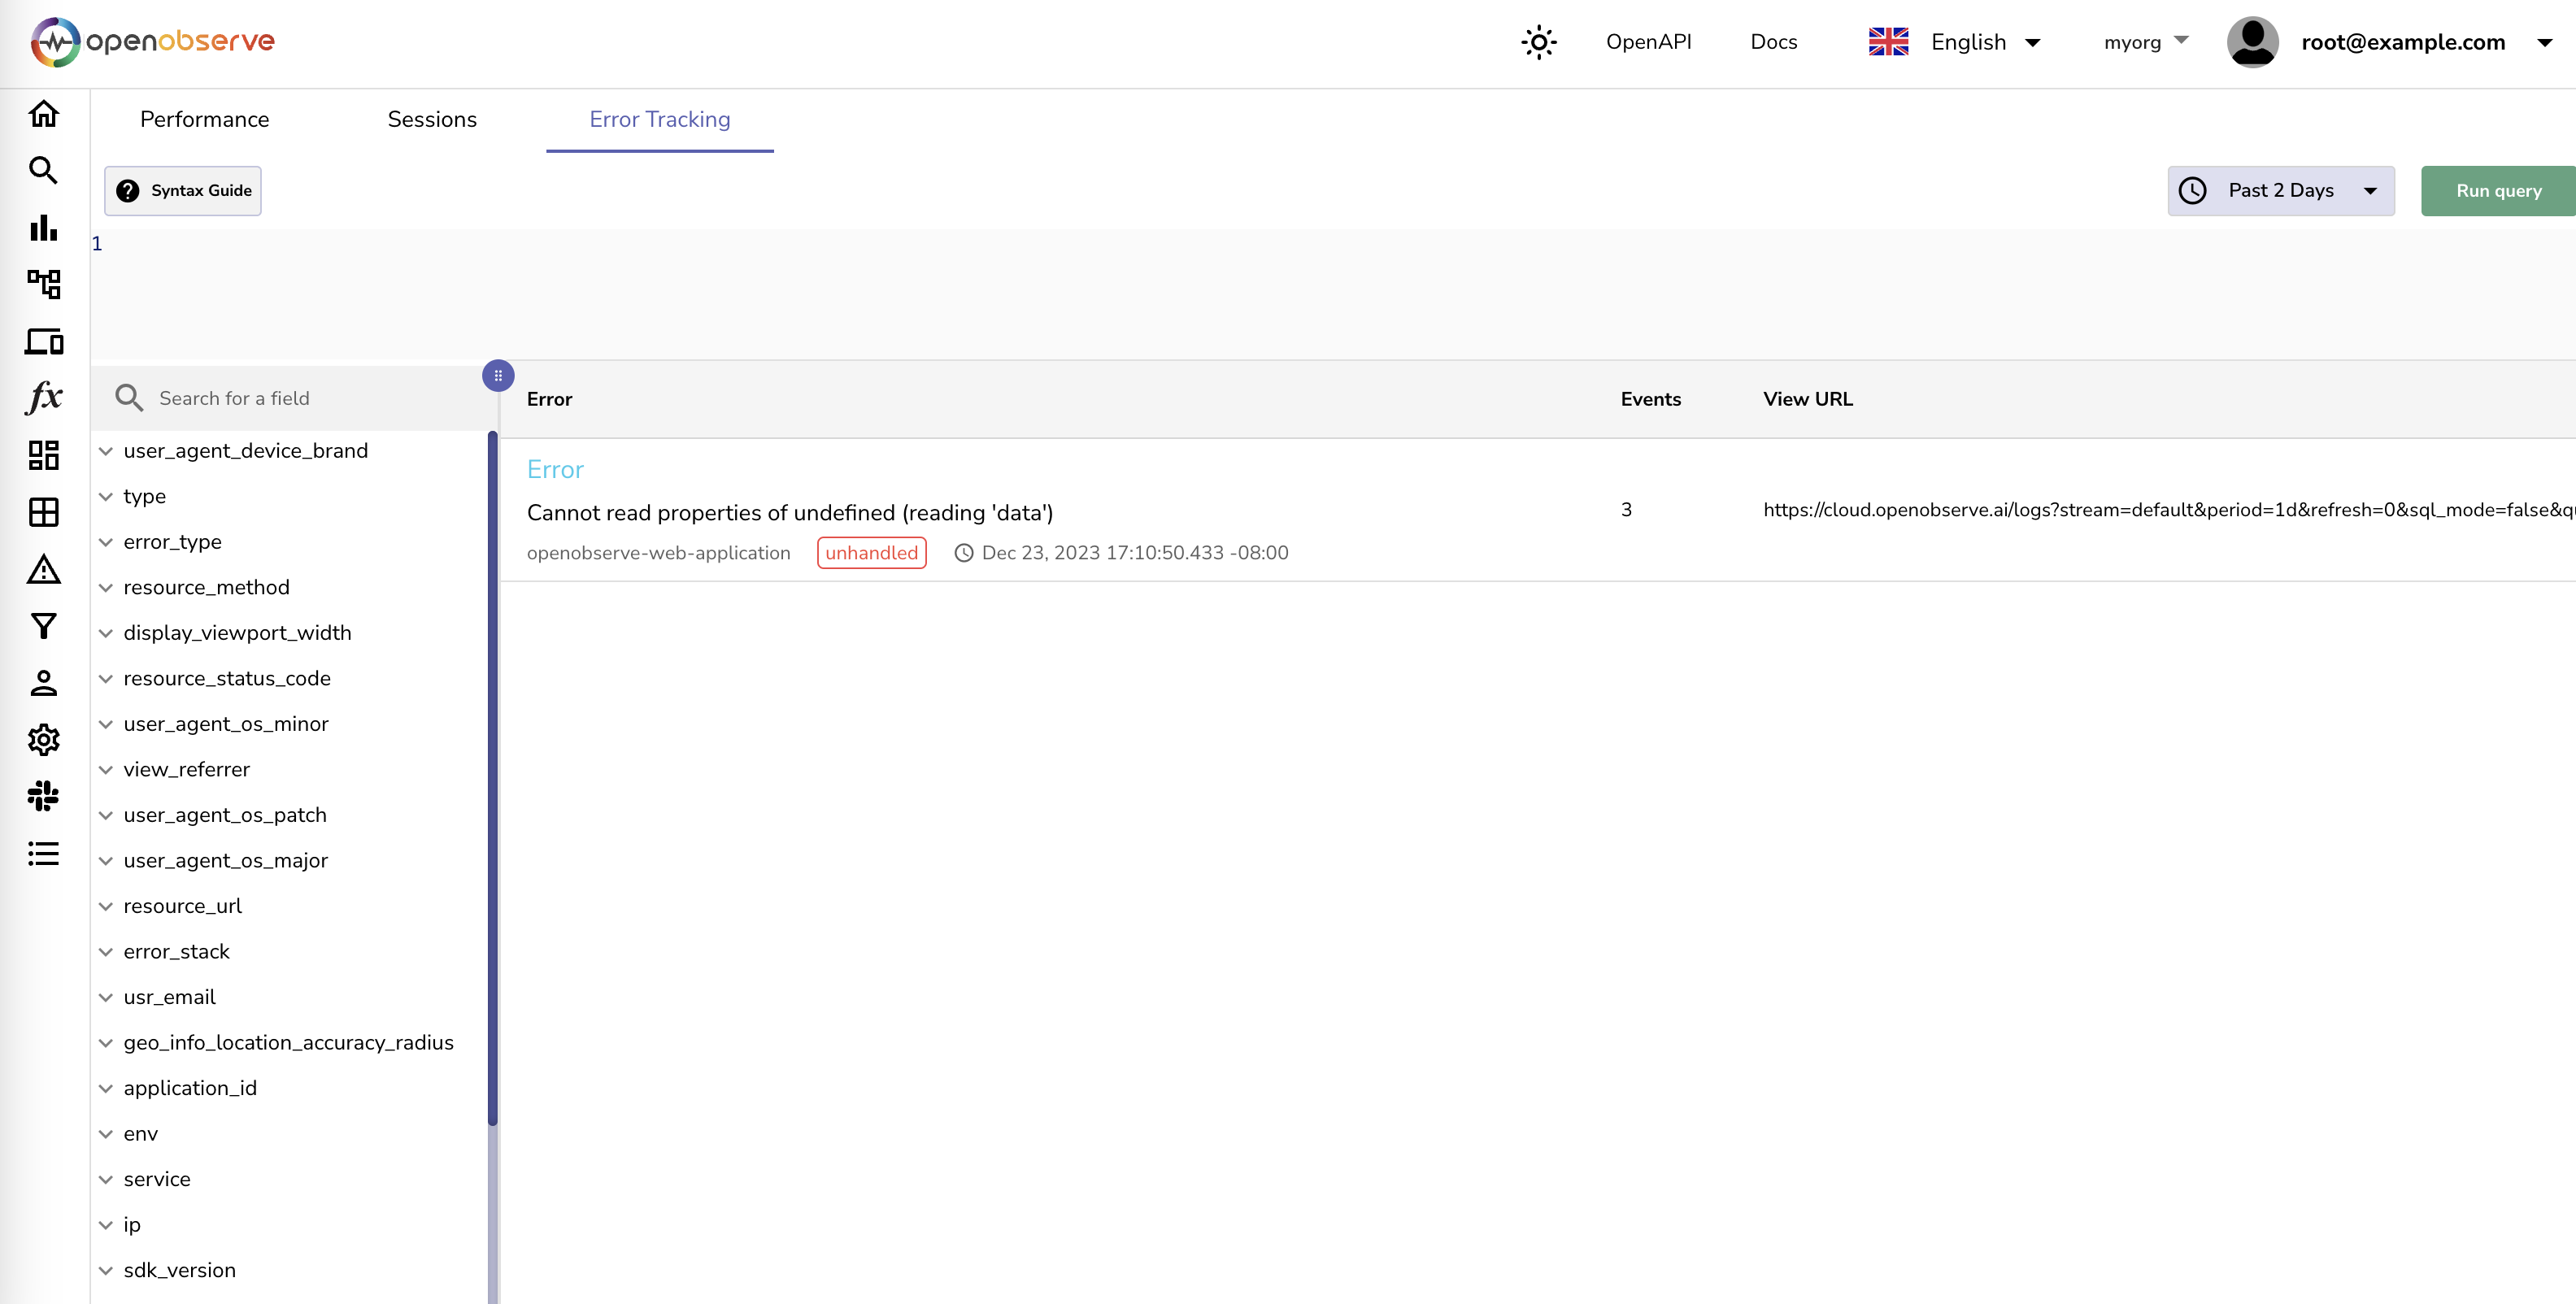 openobserve
OpenAPI
Docs
English
myorg
root@example.com
Performance
Sessions
Error Tracking
Syntax Guide
Past 2 Days
Run query
1
Search for a field
Error
Events
View URL
user_agent_device_brand
type
error_type
resource_method
display_viewport_width
resource_status_code
user_agent_os_minor
view_referrer
user_agent_os_patch
user_agent_os_major
resource_url
error_stack
usr_email
geo_info_location_accuracy_radius
application_id
env
service
ip
sdk_version
Error
Cannot read properties of undefined (reading 'data')
openobserve-web-application
unhandled
Dec 23, 2023 17:10:50.433 -08:00
3
https://cloud.openobserve.ai/logs?stream=default&period=1d&refresh=0&sql_mode=false&q